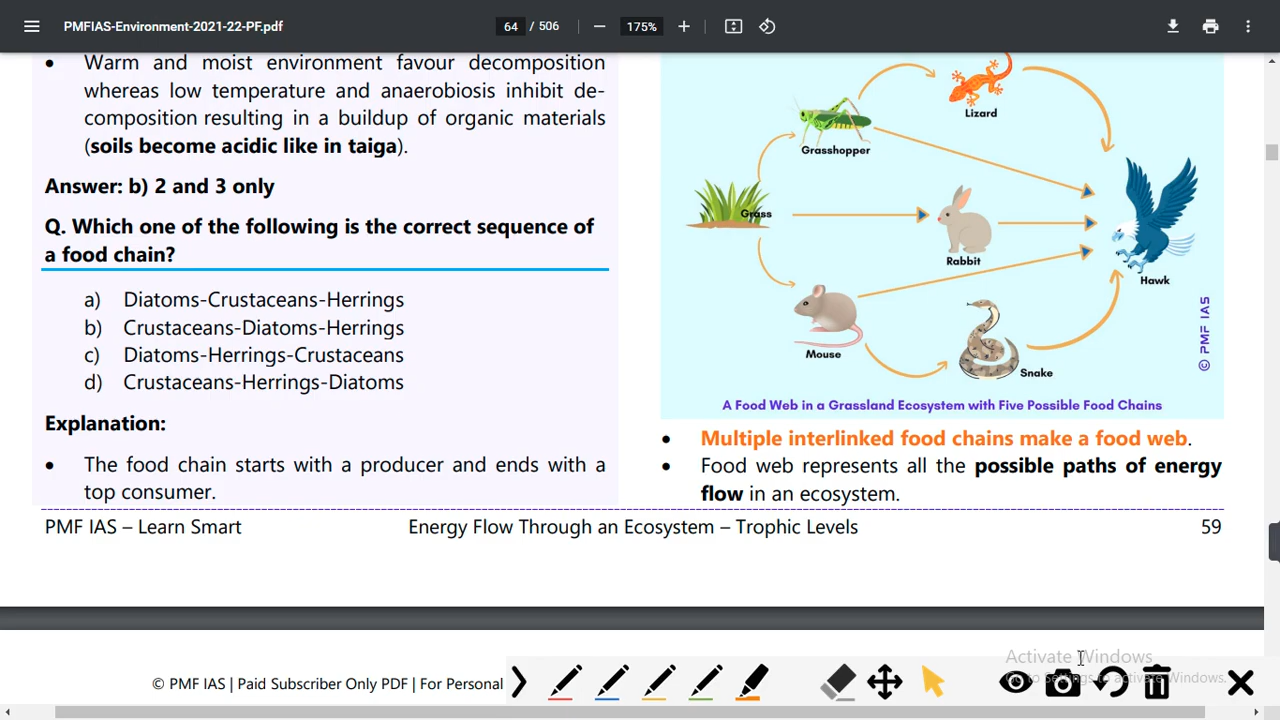 PMFIAS-Environment-2021-22-PF.pdf
64 / 506
175%
• Warm and moist environment favour decomposition
whereas low temperature and anaerobiosis inhibit de-
composition resulting in a buildup of organic materials
(soils become acidic like in taiga).
Answer: b) 2 and 3 only
Q. Which one of the following is the correct sequence of
a food chain?
a) Diatoms-Crustaceans-Herrings
b) Crustaceans-Diatoms-Herrings
c) Diatoms-Herrings-Crustaceans
d) Crustaceans-Herrings-Diatoms
Explanation:
• The food chain starts with a producer and ends with a
top consumer.
Lizard
Grasshopper
Grass
Rabbit
Hawk
Mouse
Snake
© PMF IAS
A Food Web in a Grassland Ecosystem with Five Possible Food Chains
• Multiple interlinked food chains make a food web.
• Food web represents all the possible paths of energy
flow in an ecosystem.
PMF IAS – Learn Smart Energy Flow Through an Ecosystem – Trophic Levels 59
© PMF IAS | Paid Subscriber Only PDF | For Personal
Activate Windows
Go to Settings to activate Windows.